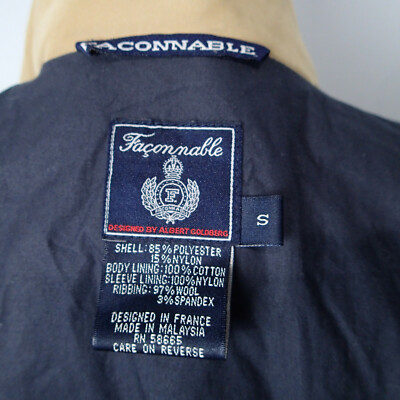 FAÇONNABLE
Façonnable
F
DESIGNED BY ALBERT GOLDBERG
S
SHELL: 85% POLYESTER
15% NYLON
BODY LINING: 100% COTTON
SLEEVE LINING: 100% NYLON
RIBBING: 97% WOOL
3% SPANDEX
DESIGNED IN FRANCE
MADE IN MALAYSIA
RN 58665
CARE ON REVERSE